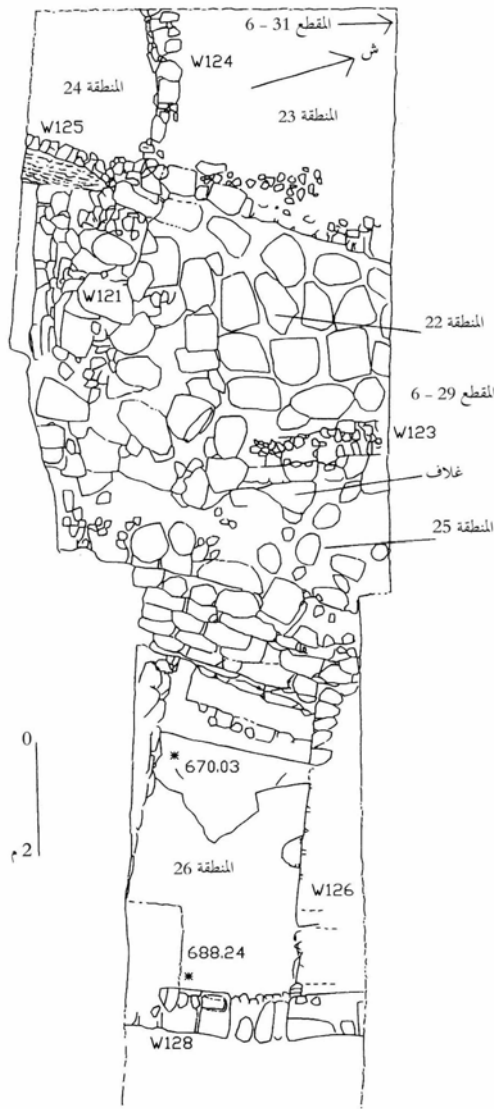 المقطع 31 – 6
W124
ش
المنطقة 24
المنطقة 23
W125
W121
المنطقة 22
المقطع 29 – 6
W123
غلاف
المنطقة 25
0
670.03
2 م
المنطقة 26
W126
688.24
W128